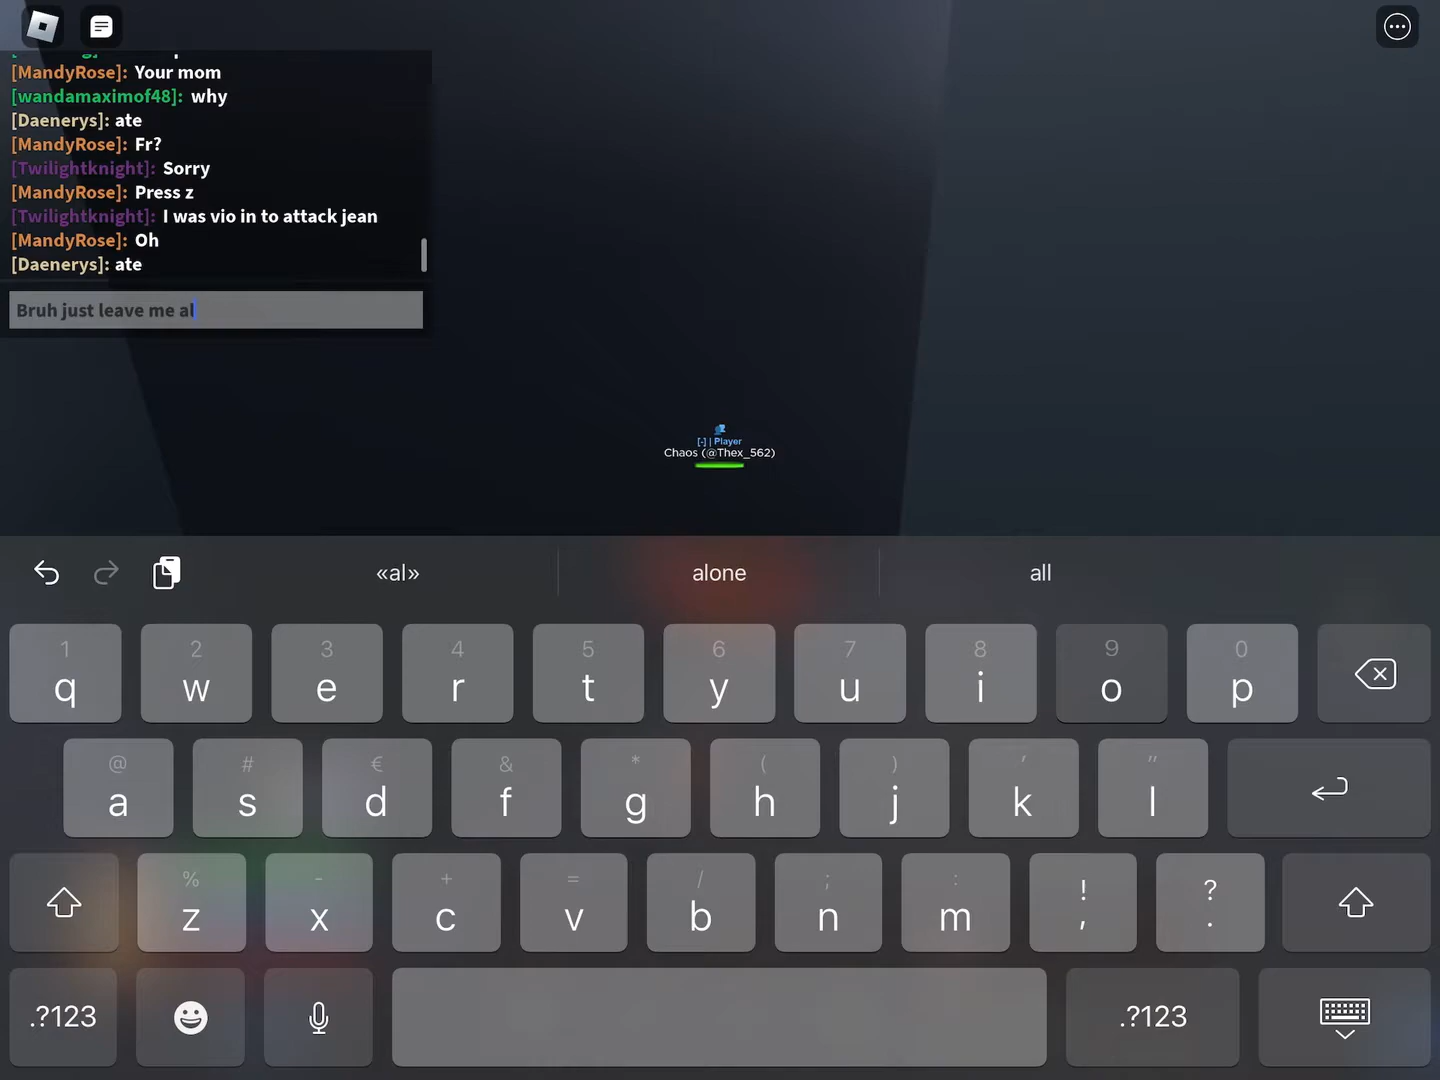 [MandyRose]: Your mom
[wandamaximof48]: why
[Daenerys]: ate
[MandyRose]: Fr?
[Twilightknight]: Sorry
[MandyRose]: Press z
[Twilightknight]: I was vio in to attack jean
[MandyRose]: Oh
[Daenerys]: ate
Bruh just leave me al
[-] | Player
Chaos (@Thex_562)
«al» alone all
1 2 3 4 5 6 7 8 9 0
q w e r t y u i o p
@ # € & * ( ) ' "
a s d f g h j k l
% - + = / ; : ! ?
z x c v b n m , .
.?123 .?123